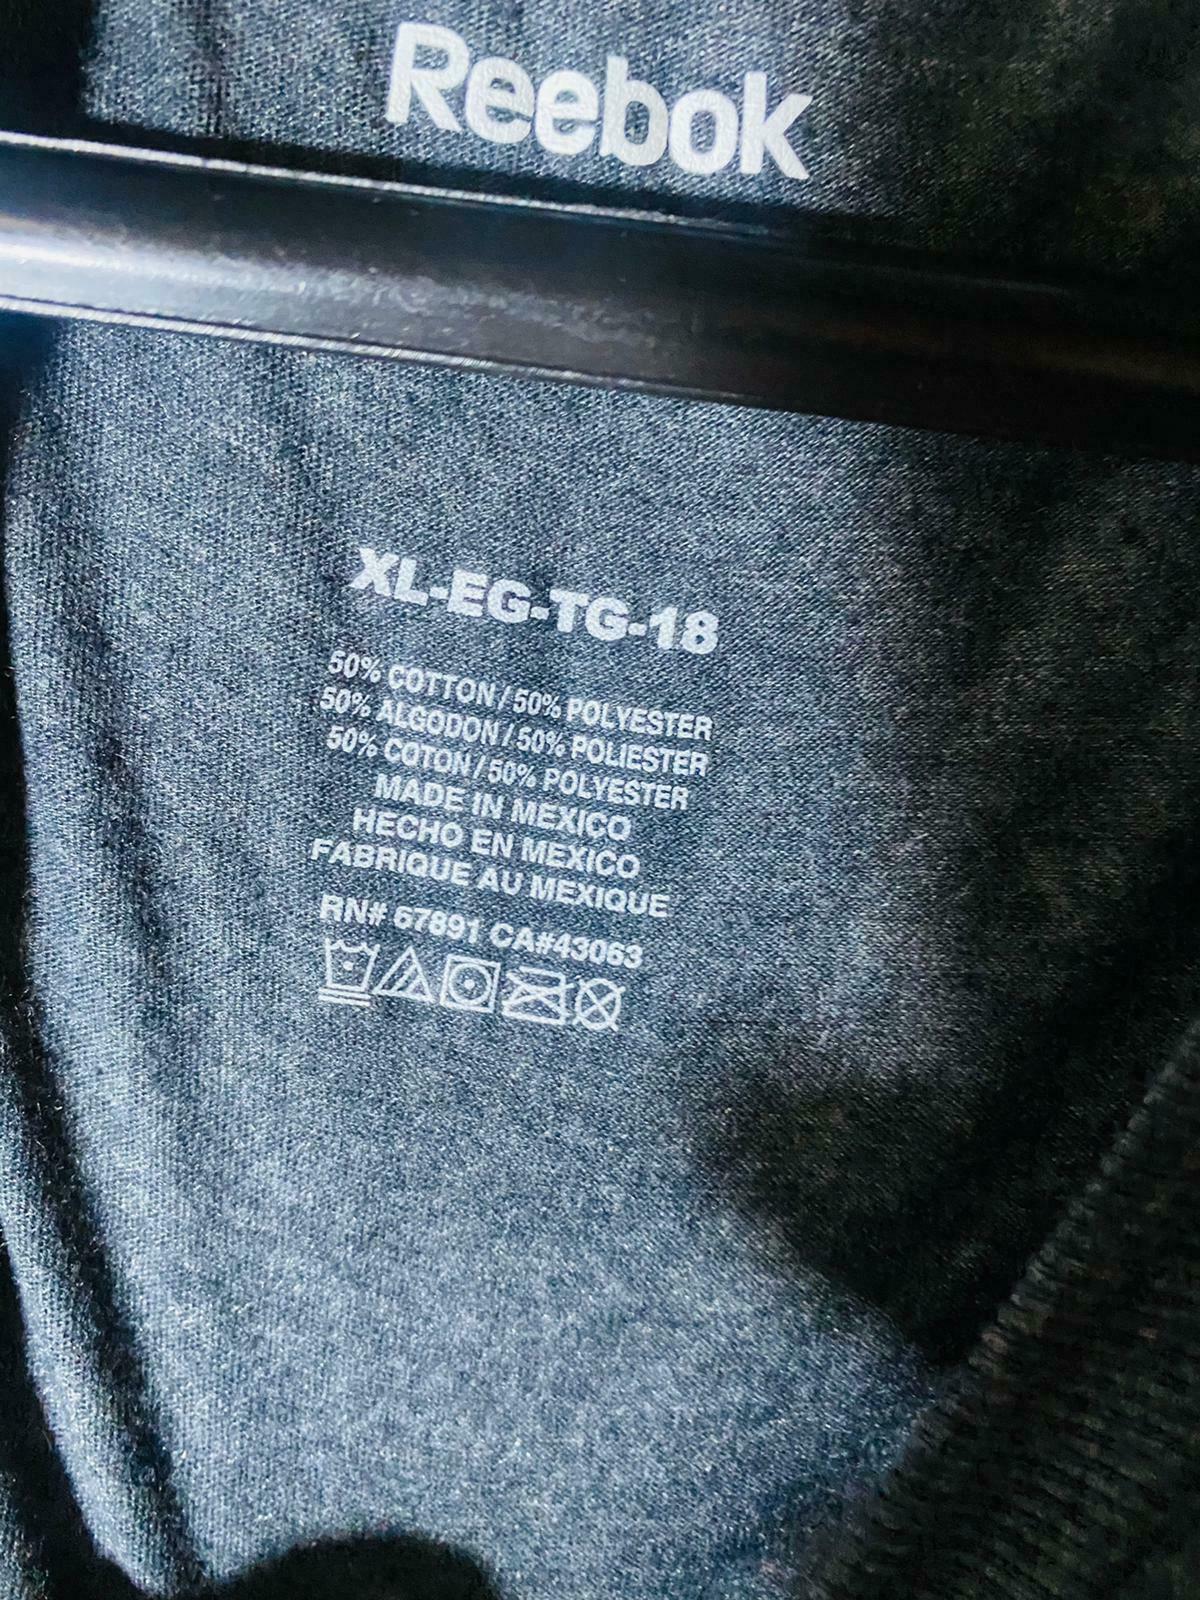 Reebok
XL-EG-TG-18
50% COTTON / 50% POLYESTER
50% ALGODON / 50% POLIESTER
50% COTON / 50% POLYESTER
MADE IN MEXICO
HECHO EN MEXICO
FABRIQUE AU MEXIQUE
RN# 67891 CA#43063